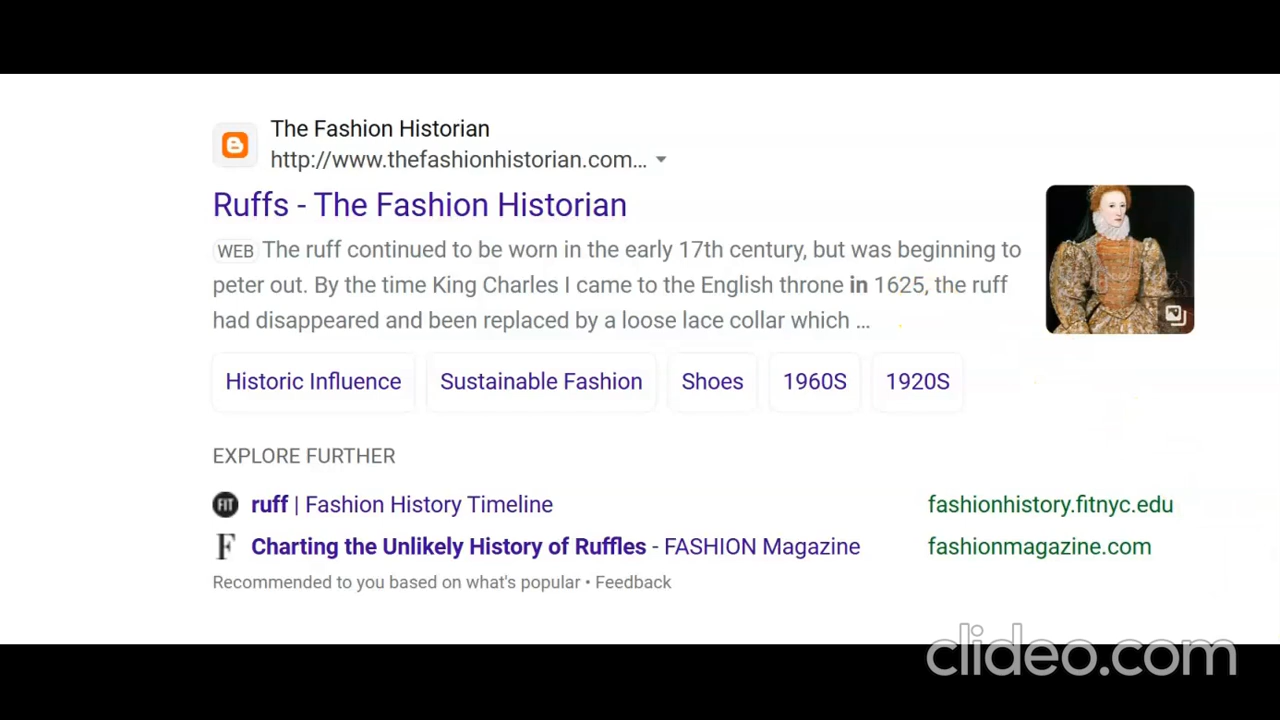 The Fashion Historian
http://www.thefashionhistorian.com...
Ruffs - The Fashion Historian
WEB The ruff continued to be worn in the early 17th century, but was beginning to
peter out. By the time King Charles I came to the English throne in 1625, the ruff
had disappeared and been replaced by a loose lace collar which ...
Historic Influence Sustainable Fashion Shoes 1960S 1920S
EXPLORE FURTHER
FIT ruff | Fashion History Timeline fashionhistory.fitnyc.edu
F Charting the Unlikely History of Ruffles - FASHION Magazine fashionmagazine.com
Recommended to you based on what's popular • Feedback
clideo.com